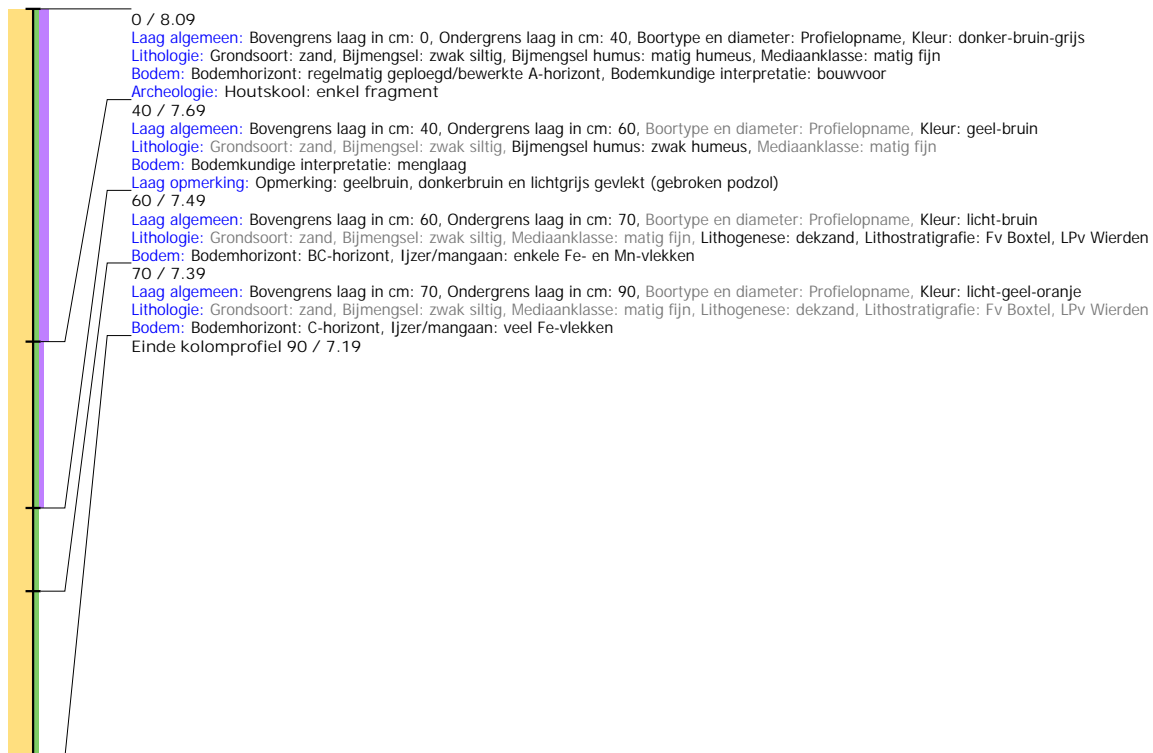 0 / 8.09
Laag algemeen: Bovengrens laag in cm: 0, Ondergrens laag in cm: 40, Boortype en diameter: Profielopname, Kleur: donker-bruin-grijs
Lithologie: Grondsoort: zand, Bijmengsel: zwak siltig, Bijmengsel humus: matig humeus, Mediaanklasse: matig fijn
Bodem: Bodemhorizont: regelmatig geploegd/bewerkte A-horizont, Bodemkundige interpretatie: bouwvoor
Archeologie: Houtskool: enkel fragment
40 / 7.69
Laag algemeen: Bovengrens laag in cm: 40, Ondergrens laag in cm: 60, Boortype en diameter: Profielopname, Kleur: geel-bruin
Lithologie: Grondsoort: zand, Bijmengsel: zwak siltig, Bijmengsel humus: zwak humeus, Mediaanklasse: matig fijn
Bodem: Bodemkundige interpretatie: menglaag
Laag opmerking: Opmerking: geelbruin, donkerbruin en lichtgrijs gevlekt (gebroken podzol)
60 / 7.49
Laag algemeen: Bovengrens laag in cm: 60, Ondergrens laag in cm: 70, Boortype en diameter: Profielopname, Kleur: licht-bruin
Lithologie: Grondsoort: zand, Bijmengsel: zwak siltig, Mediaanklasse: matig fijn, Lithogenese: dekzand, Lithostratigrafie: Fv Boxtel, LPv Wierden
Bodem: Bodemhorizont: BC-horizont, Ijzer/mangaan: enkele Fe- en Mn-vlekken
70 / 7.39
Laag algemeen: Bovengrens laag in cm: 70, Ondergrens laag in cm: 90, Boortype en diameter: Profielopname, Kleur: licht-geel-oranje
Lithologie: Grondsoort: zand, Bijmengsel: zwak siltig, Mediaanklasse: matig fijn, Lithogenese: dekzand, Lithostratigrafie: Fv Boxtel, LPv Wierden
Bodem: Bodemhorizont: C-horizont, Ijzer/mangaan: veel Fe-vlekken
Einde kolomprofiel 90 / 7.19